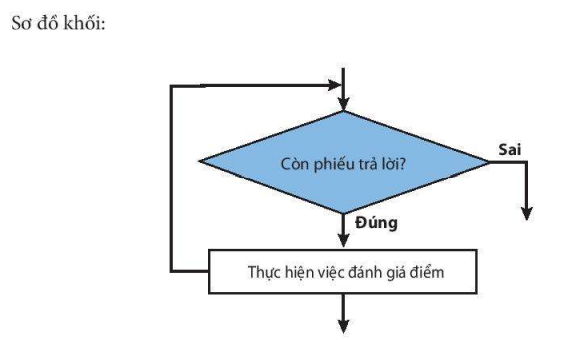 Sơ đồ khối:
Còn phiếu trả lời?
Sai
Đúng
Thực hiện việc đánh giá điểm